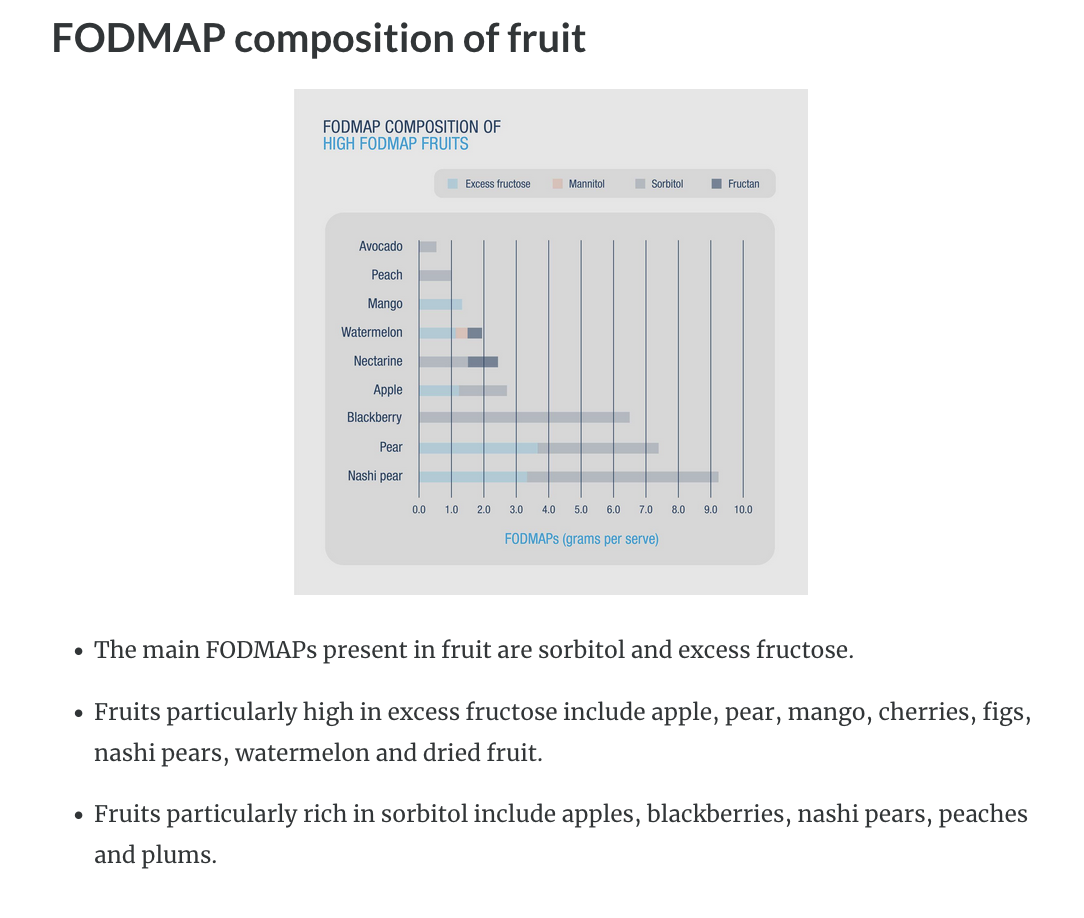 FODMAP composition of fruit
FODMAP COMPOSITION OF
HIGH FODMAP FRUITS
Excess fructose Mannitol Sorbitol Fructan
Avocado
Peach
Mango
Watermelon
Nectarine
Apple
Blackberry
Pear
Nashi pear
0.0 1.0 2.0 3.0 4.0 5.0 6.0 7.0 8.0 9.0 10.0
FODMAPs (grams per serve)
• The main FODMAPs present in fruit are sorbitol and excess fructose.
• Fruits particularly high in excess fructose include apple, pear, mango, cherries, figs,
nashi pears, watermelon and dried fruit.
• Fruits particularly rich in sorbitol include apples, blackberries, nashi pears, peaches
and plums.